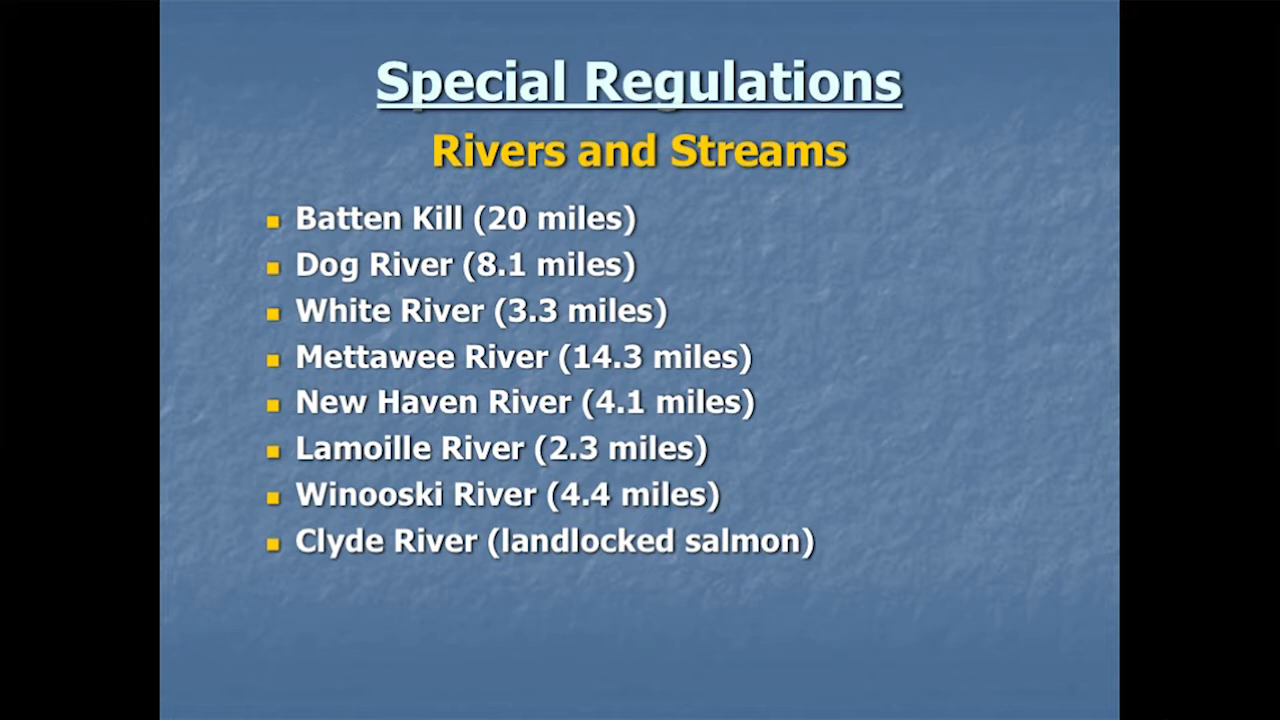 Special Regulations
Rivers and Streams
Batten Kill (20 miles)
Dog River (8.1 miles)
White River (3.3 miles)
Mettawee River (14.3 miles)
New Haven River (4.1 miles)
Lamoille River (2.3 miles)
Winooski River (4.4 miles)
Clyde River (landlocked salmon)